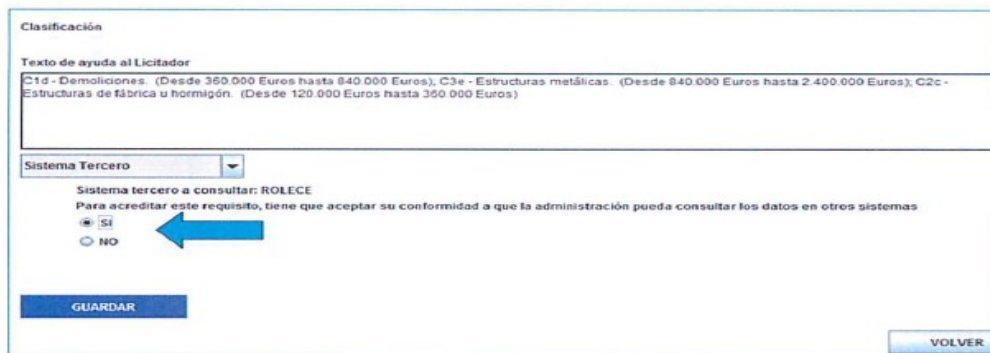 Clasificación
Texto de ayuda al Licitador
C1d - Demoliciones. (Desde 360.000 Euros hasta 840.000 Euros); C3e - Estructuras metálicas. (Desde 840.000 Euros hasta 2.400.000 Euros); C2c -
Estructuras de fábrica u hormigón. (Desde 120.000 Euros hasta 360.000 Euros)
Sistema Tercero
Sistema tercero a consultar: ROLECE
Para acreditar este requisito, tiene que aceptar su conformidad a que la administración pueda consultar los datos en otros sistemas
SI
NO
GUARDAR
VOLVER